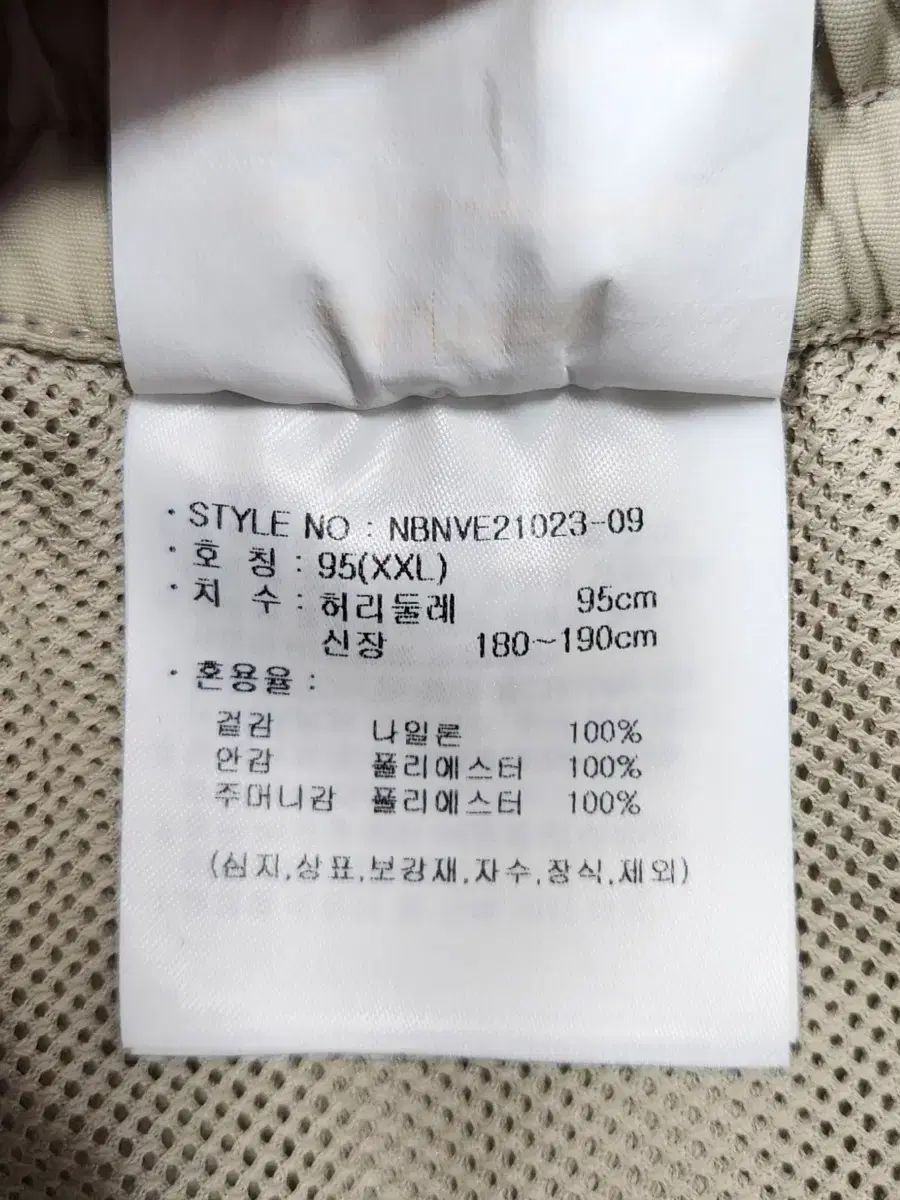 · STYLE NO : NBNVE21023-09
· 호 칭 : 95(XXL)
· 치 수 : 허리둘레 95cm
신장 180~190cm
· 혼용율 :
겉감 나일론 100%
안감 폴리에스터 100%
주머니감 폴리에스터 100%
(심지,상표,보강재,자수,장식,제외)